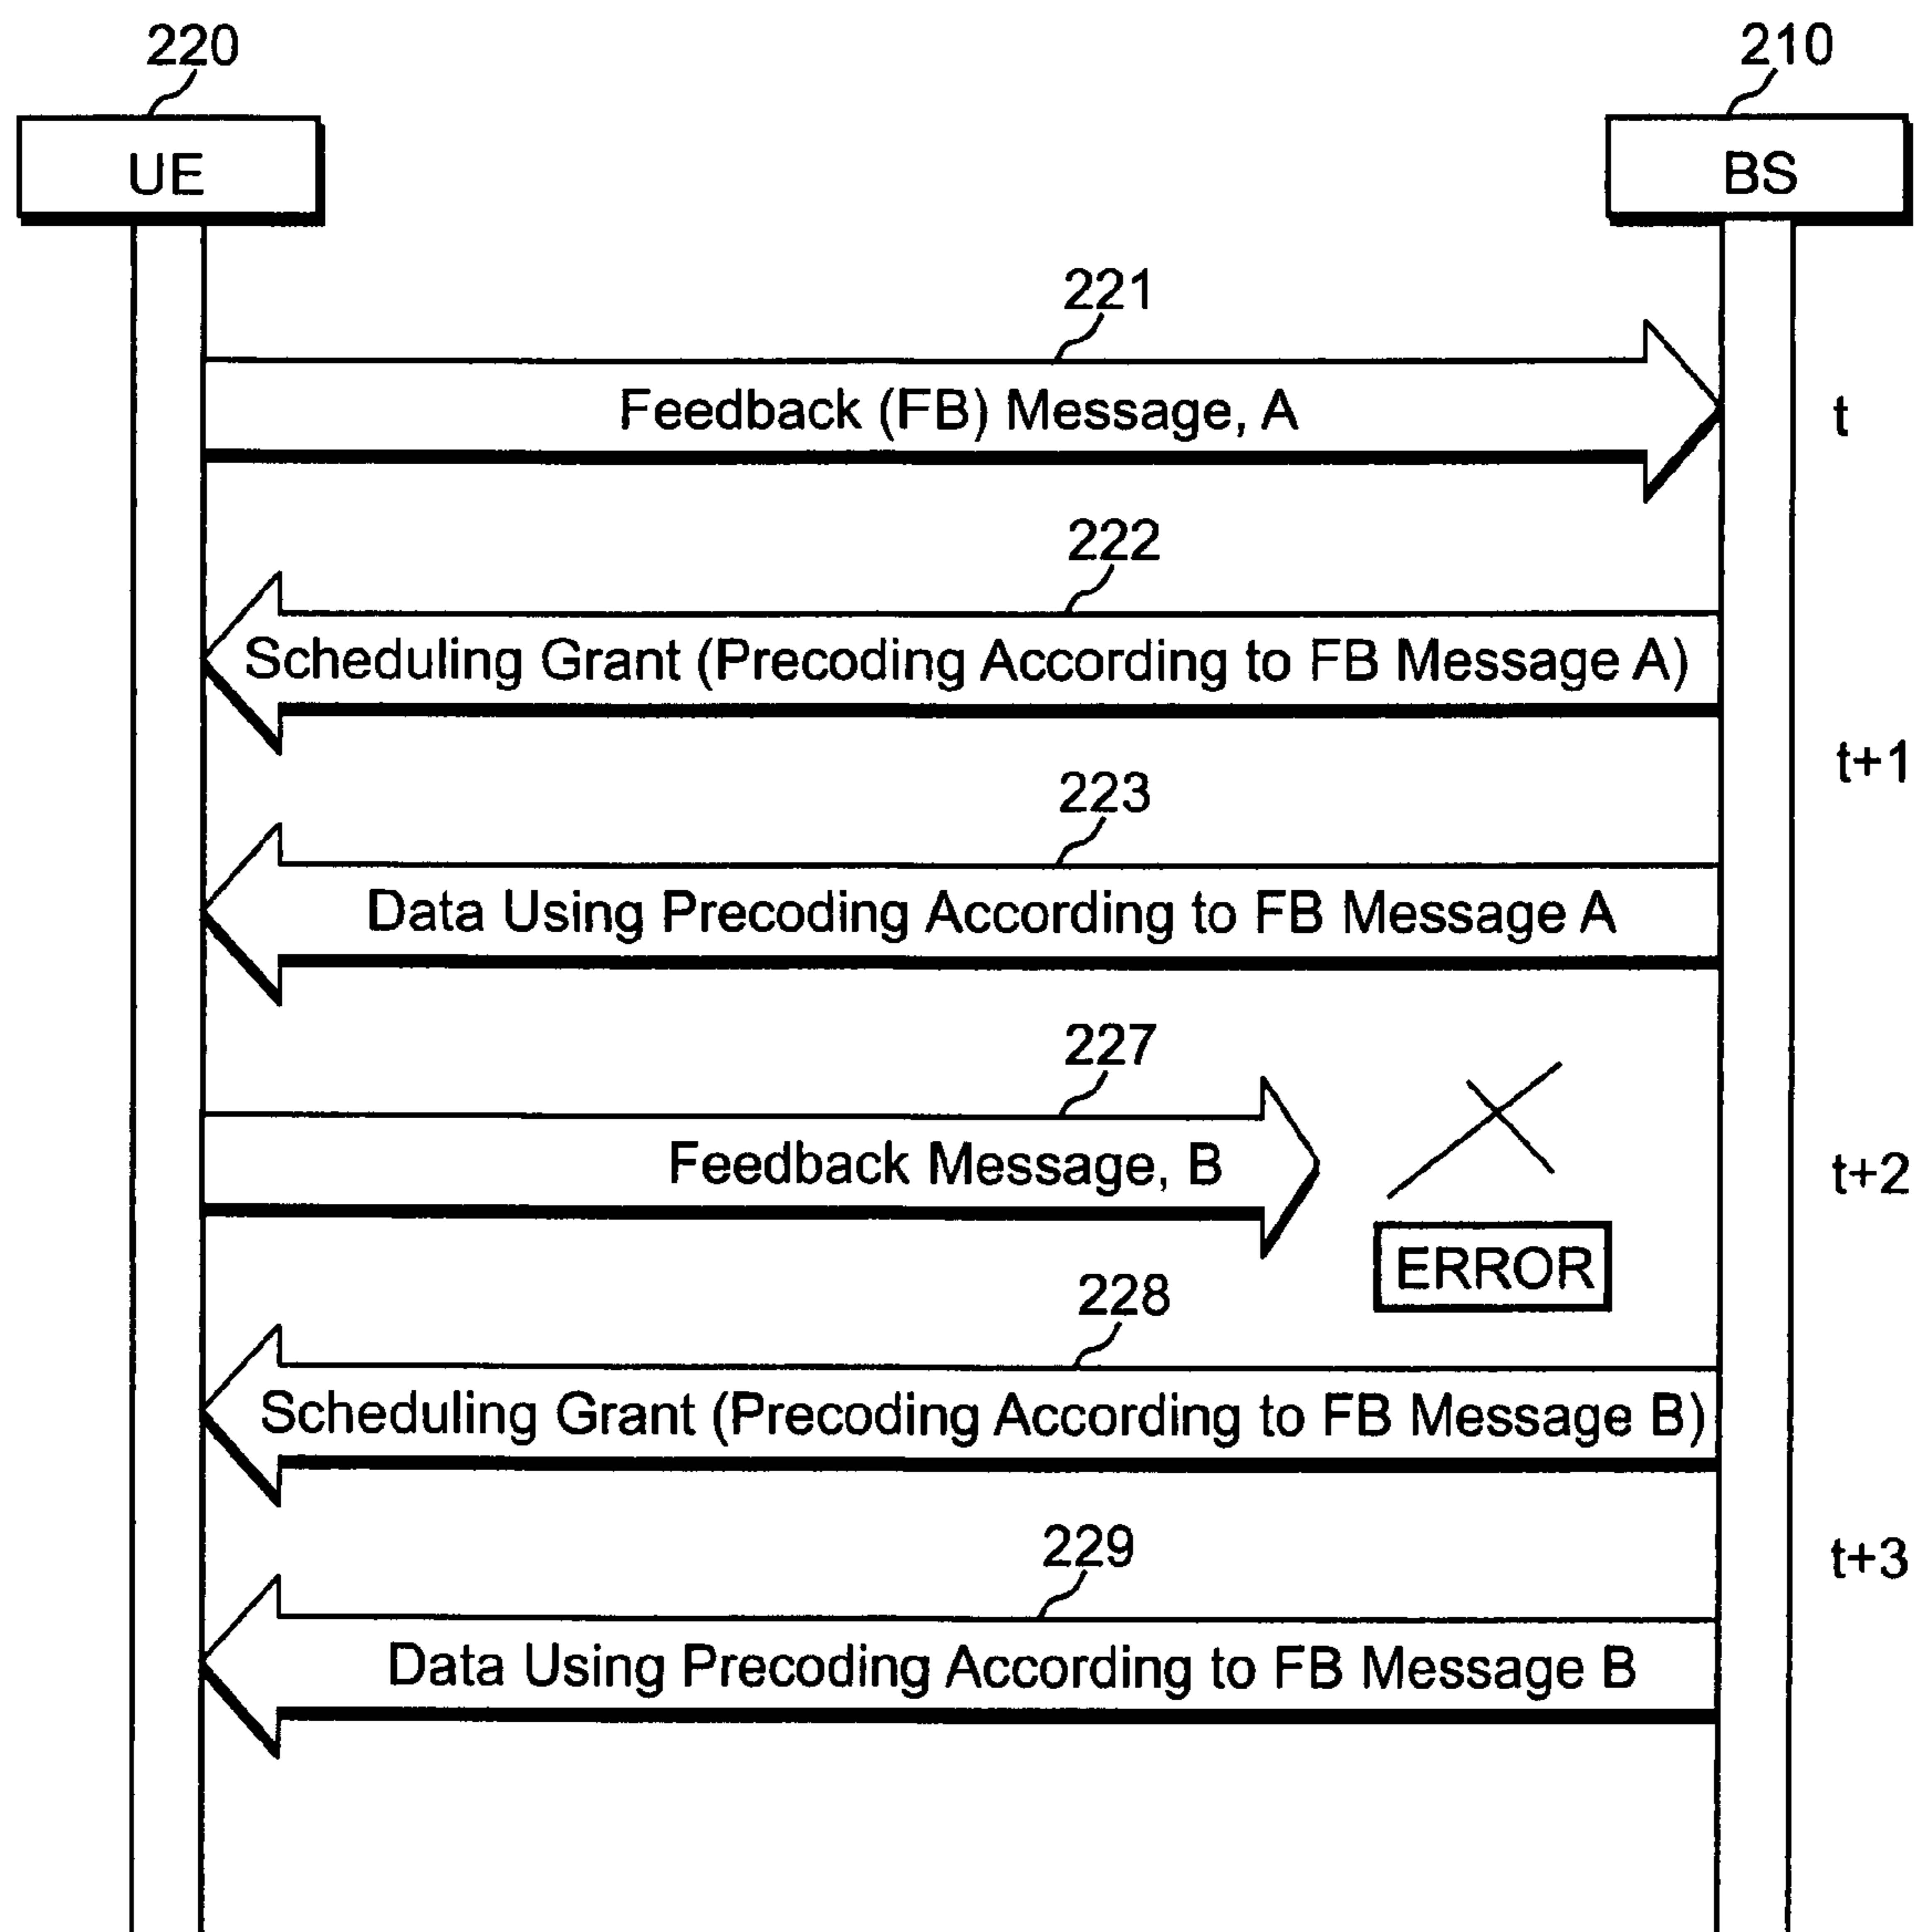 220
210
UE
BS
221
Feedback (FB) Message, A
t
222
Scheduling Grant (Precoding According to FB Message A)
t+1
223
Data Using Precoding According to FB Message A
227
Feedback Message, B
t+2
ERROR
228
Scheduling Grant (Precoding According to FB Message B)
229
t+3
Data Using Precoding According to FB Message B